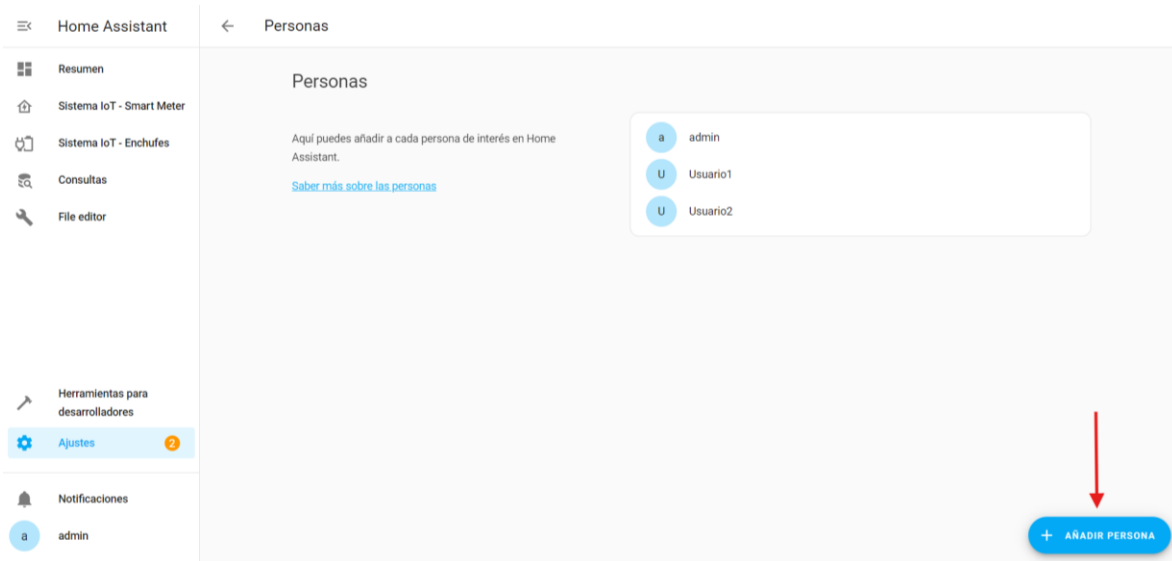 Home Assistant
Personas
Resumen
Sistema IoT - Smart Meter
Sistema IoT - Enchufes
Consultas
File editor
Herramientas para
desarrolladores
Ajustes
2
Notificaciones
a
admin
Personas
Aquí puedes añadir a cada persona de interés en Home
Assistant.
Saber más sobre las personas
a
admin
U
Usuario1
U
Usuario2
+ AÑADIR PERSONA